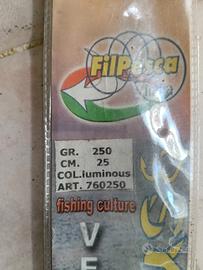 FilPesca
GR. 250
CM. 25
COL.luminous
ART. 760250
fishing culture
V
E